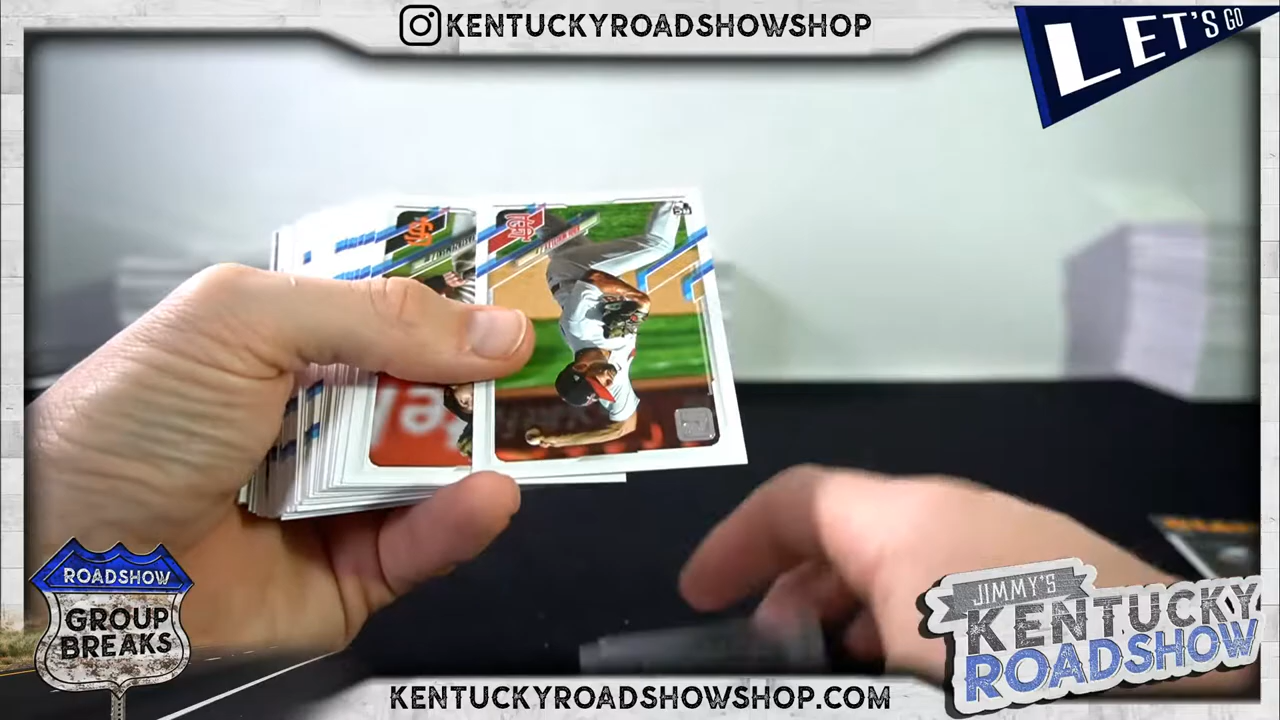 KENTUCKYROADSHOWSHOP
LET'S GO
ROADSHOW
GROUP
BREAKS
JIMMY'S
KENTUCKY
ROADSHOW
KENTUCKYROADSHOWSHOP.COM